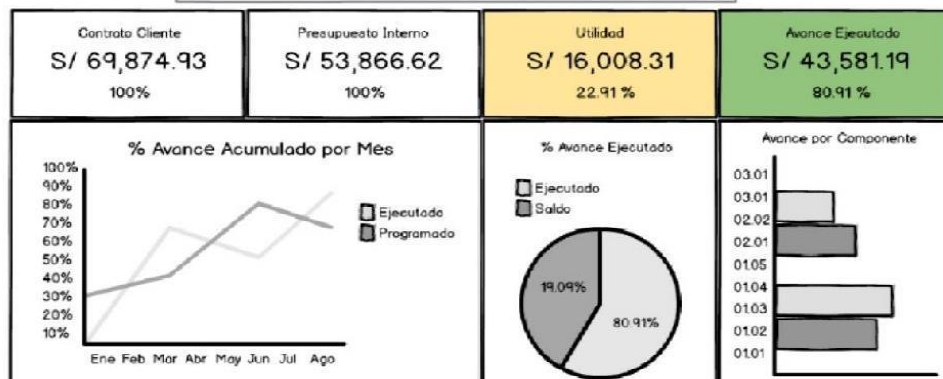 Contrato Cliente
S/ 69,874.93
100%
Presupuesto Interno
S/ 53,866.62
100%
Utilidad
S/ 16,008.31
22.91 %
Avance Ejecutado
S/ 43,581.19
80.91 %
% Avance Acumulado por Mes
100%
90%
80%
70%
60%
50%
40%
30%
20%
10%
Ene Feb Mar Abr May Jun Jul Ago
Ejecutado
Programado
% Avance Ejecutado
Ejecutado
Saldo
19.09%
80.91%
Avance por Componente
03.01
03.01
02.02
02.01
01.05
01.04
01.03
01.02
01.01